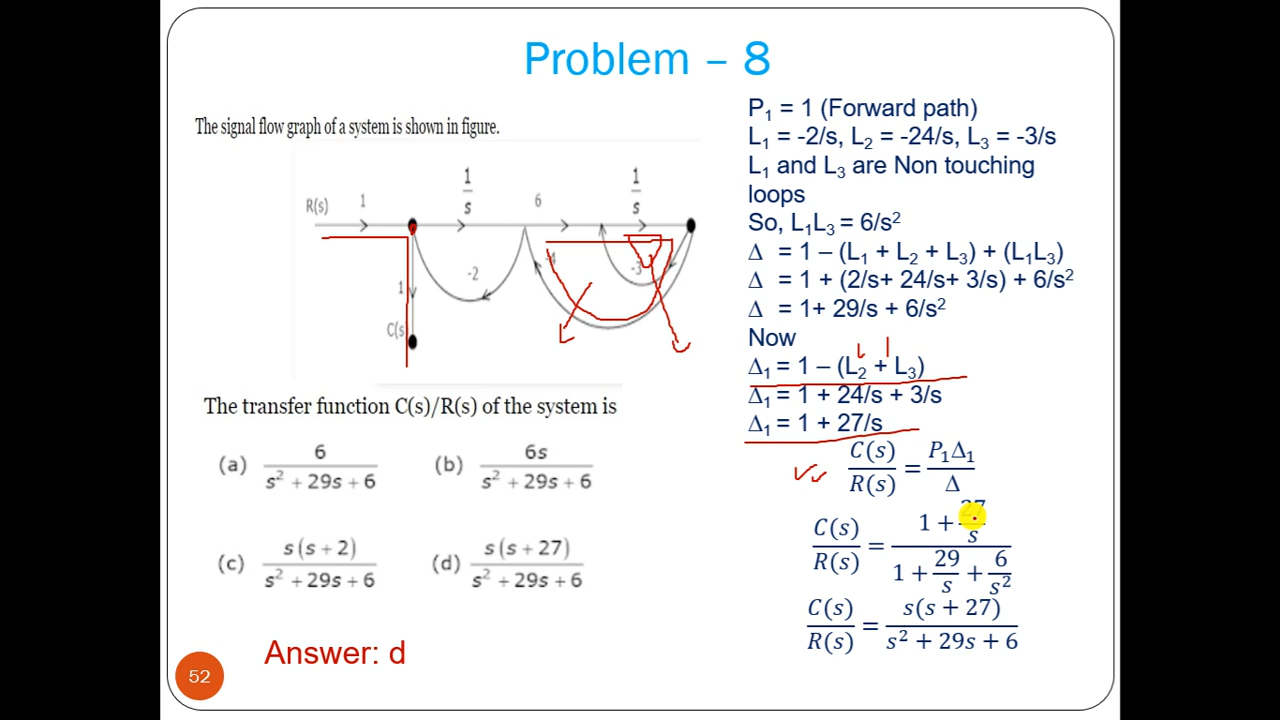 Problem – 8
The signal flow graph of a system is shown in figure.
R(s) 1 1/s 6 1/s
-2 -3
1
C(s
The transfer function C(s)/R(s) of the system is
(a) 6/(s² + 29s + 6) (b) 6s/(s² + 29s + 6)
(c) s(s + 2)/(s² + 29s + 6) (d) s(s + 27)/(s² + 29s + 6)
Answer: d
52
P₁ = 1 (Forward path)
L₁ = -2/s, L₂ = -24/s, L₃ = -3/s
L₁ and L₃ are Non touching
loops
So, L₁L₃ = 6/s²
Δ = 1 – (L₁ + L₂ + L₃) + (L₁L₃)
Δ = 1 + (2/s+ 24/s+ 3/s) + 6/s²
Δ = 1+ 29/s + 6/s²
Now
Δ₁ = 1 – (L₂ + L₃)
Δ₁ = 1 + 24/s + 3/s
Δ₁ = 1 + 27/s
C(s)/R(s) = P₁Δ₁/Δ
C(s)/R(s) = (1 + 27/s)/(1 + 29/s + 6/s²)
C(s)/R(s) = s(s + 27)/(s² + 29s + 6)